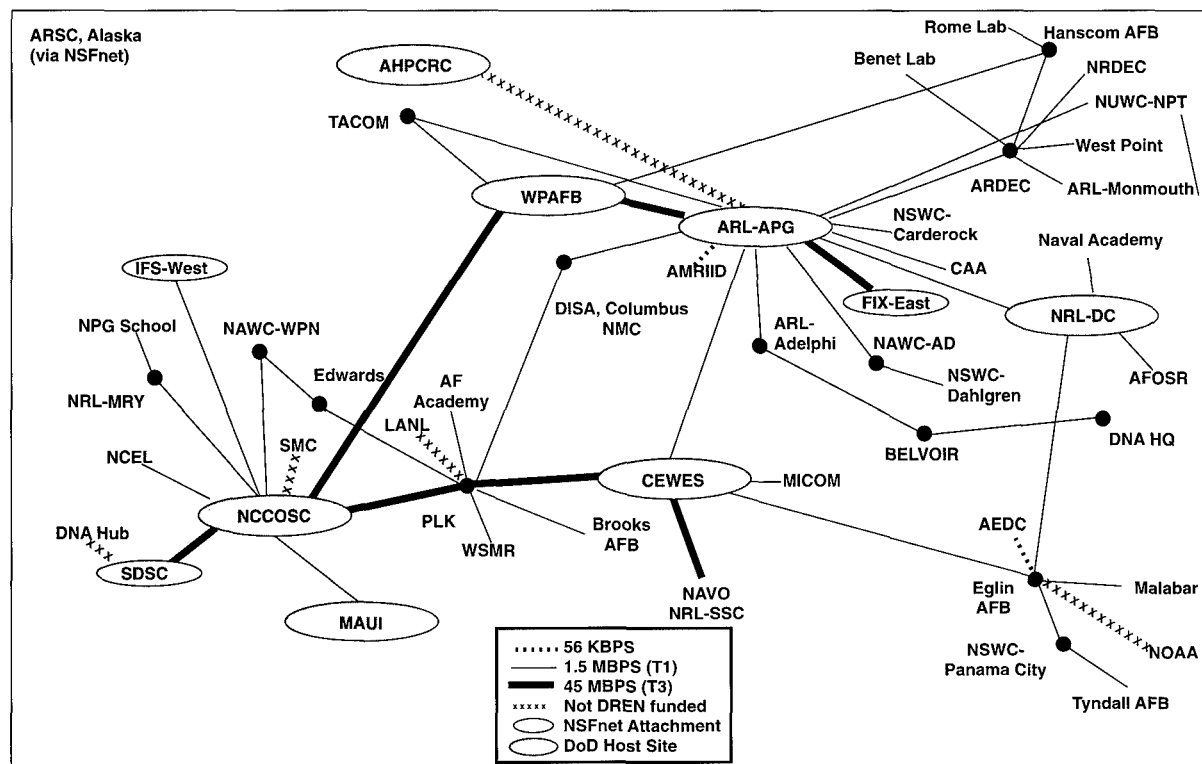 ARSC, Alaska
(via NSFnet)
AHPCRC
Rome Lab
Hanscom AFB
Benet Lab
NRDEC
NUWC-NPT
TACOM
West Point
ARDEC
ARL-Monmouth
WPAFB
ARL-APG
NSWC-
Carderock
Naval Academy
IFS-West
AMRIID
CAA
FIX-East
DISA, Columbus
NMC
NRL-DC
NPG School
NAWC-WPN
ARL-
Adelphi
NAWC-AD
Edwards
AF
Academy
NSWC-
Dahlgren
AFOSR
NRL-MRY
LANL
SMC
DNA HQ
BELVOIR
NCEL
CEWES
MICOM
NCCOSC
PLK
Brooks
AFB
WSMR
AEDC
DNA Hub
SDSC
Eglin
AFB
Malabar
NAVO
NRL-SSC
MAUI
NSWC-
Panama City
NOAA
Tyndall AFB
56 KBPS
1.5 MBPS (T1)
45 MBPS (T3)
Not DREN funded
NSFnet Attachment
DoD Host Site